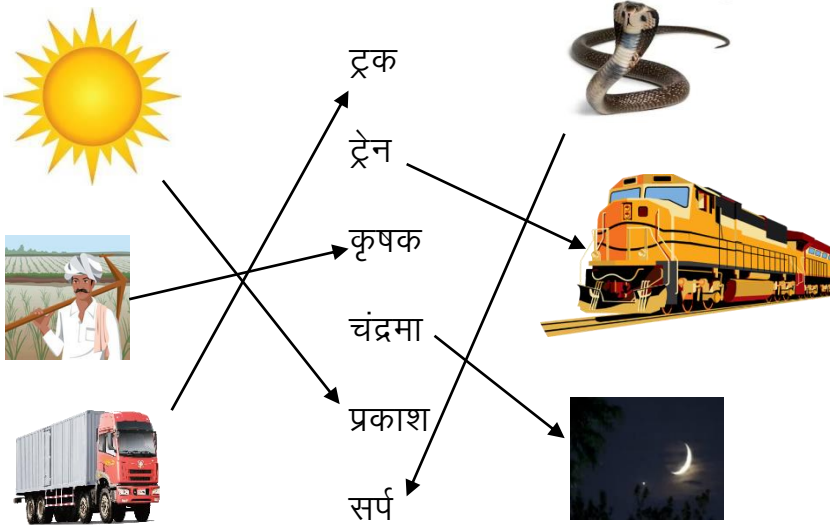 ट्रक
ट्रेन
कृषक
चंद्रमा
प्रकाश
सर्प